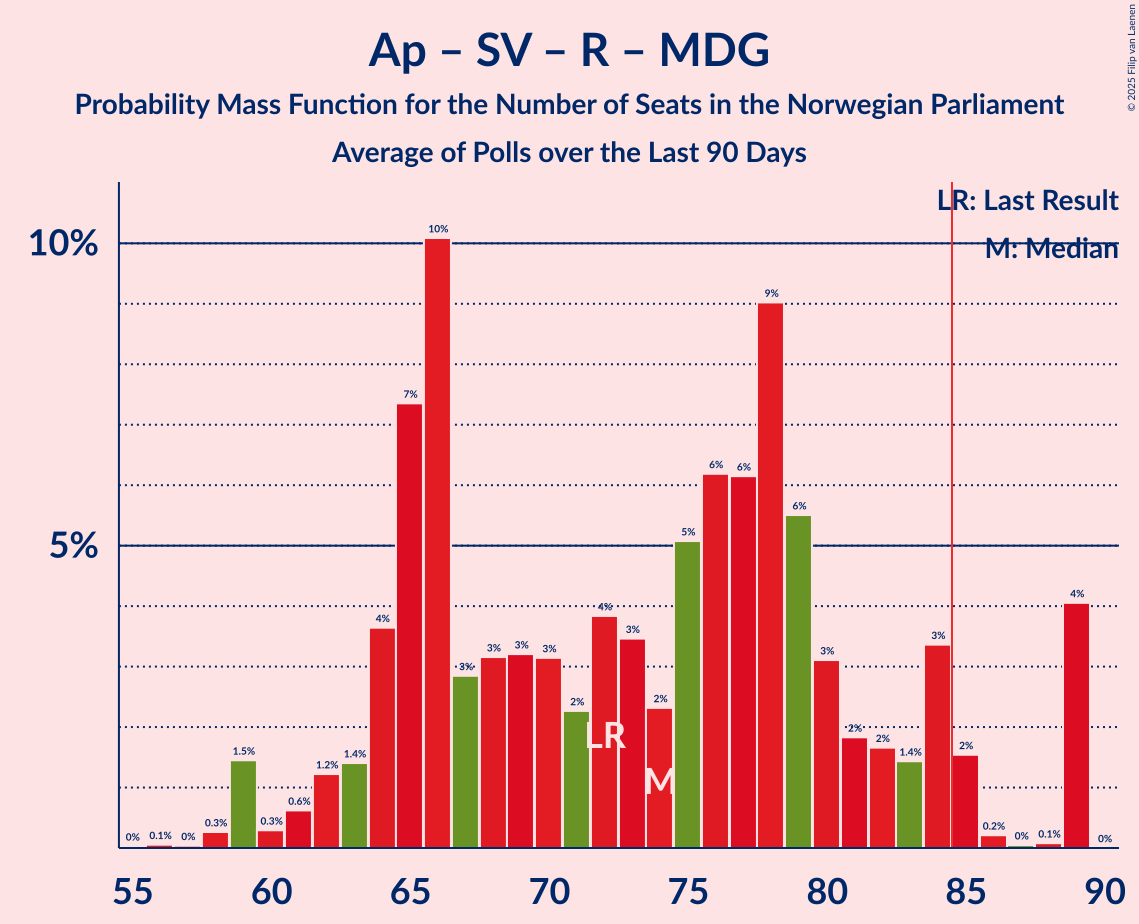 Ap – SV – R – MDG
Probability Mass Function for the Number of Seats in the Norwegian Parliament
Average of Polls over the Last 90 Days
© 2025 Filip van Laenen
LR: Last Result
M: Median
10%
5%
0% 0.1% 0% 0.3% 1.5% 0.3% 0.6% 1.2% 1.4% 4% 7% 10% 3% 3% 3% 3% 2% 4% 3% 2% 5% 6% 6% 9% 6% 3% 2% 2% 1.4% 3% 2% 0.2% 0% 0.1% 4% 0%
LR
M
55 60 65 70 75 80 85 90